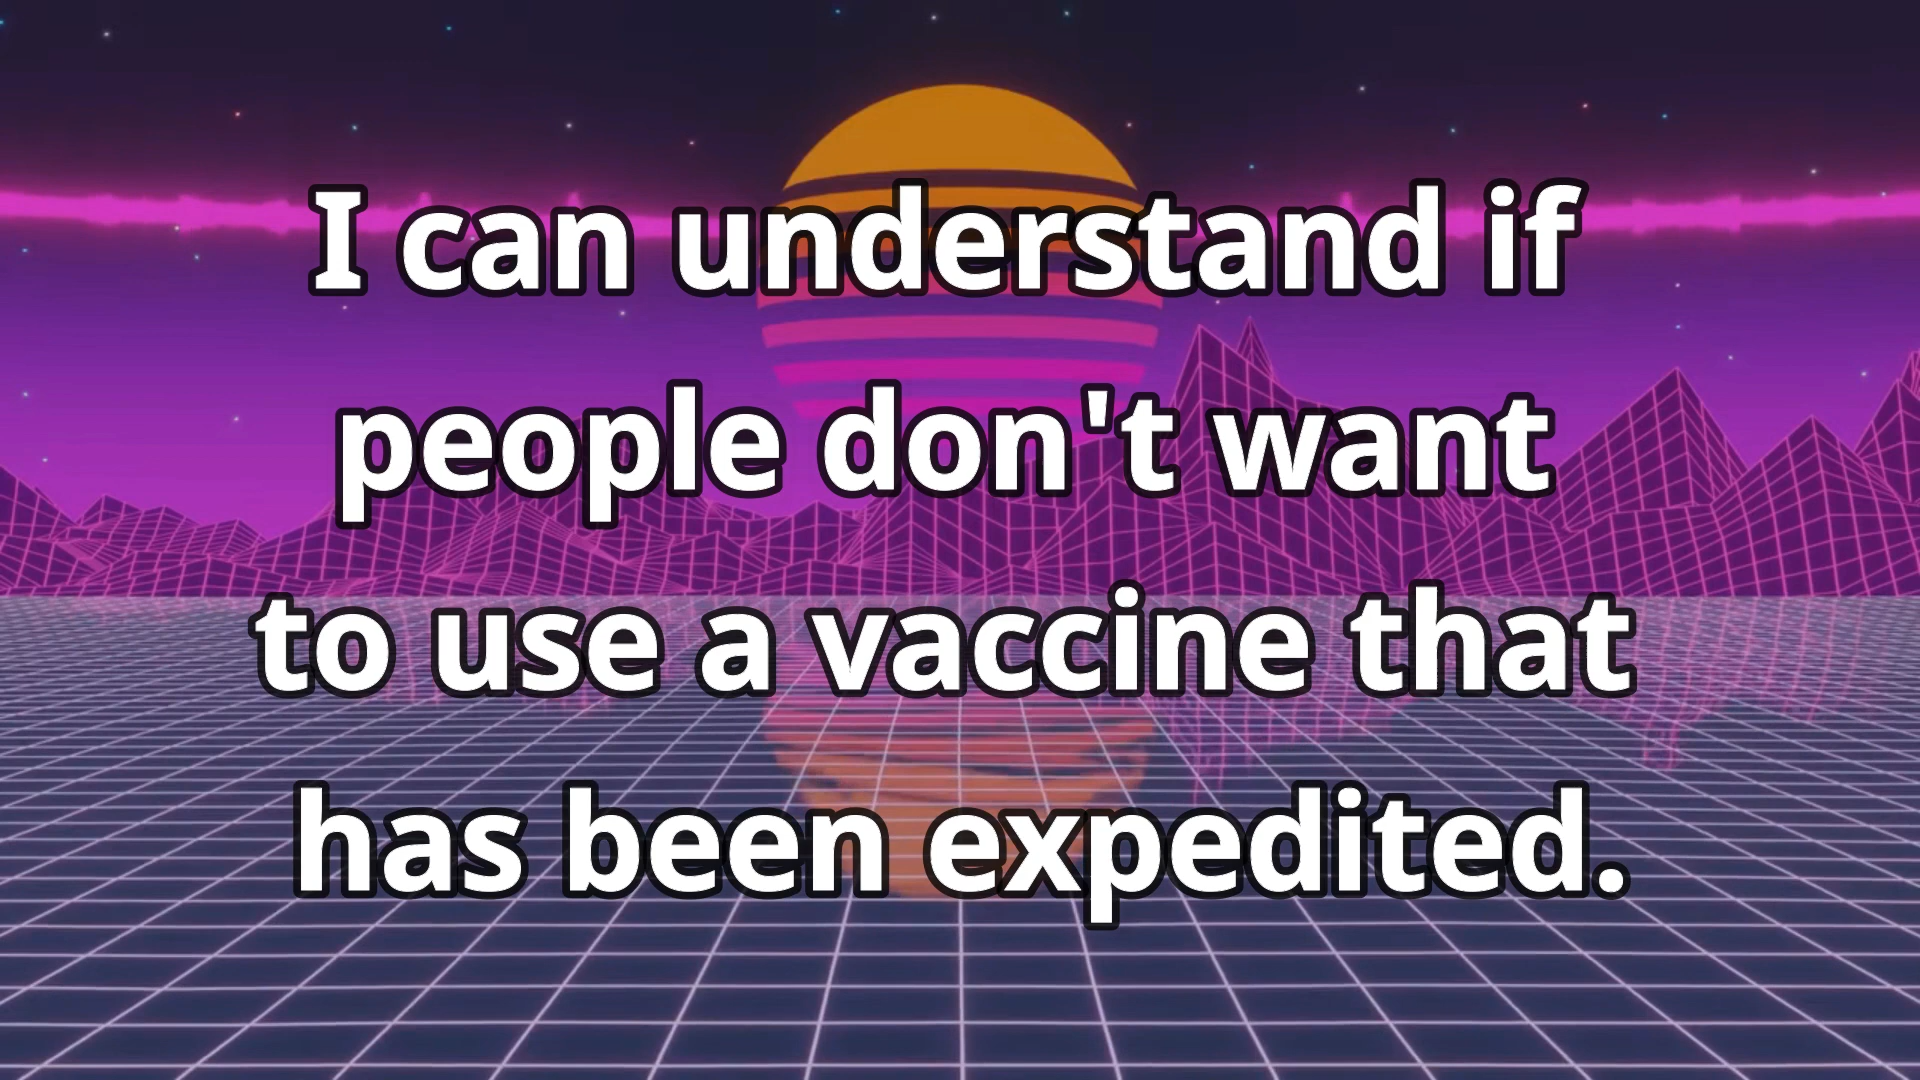 I can understand if
people don't want
to use a vaccine that
has been expedited.